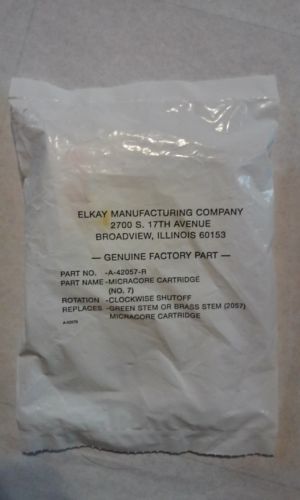 ELKAY MANUFACTURING COMPANY
2700 S. 17TH AVENUE
BROADVIEW, ILLINOIS 60153
— GENUINE FACTORY PART —
PART NO. -A-42057-R
PART NAME -MICRACORE CARTRIDGE
(NO. 7)
ROTATION -CLOCKWISE SHUTOFF
REPLACES -GREEN STEM OR BRASS STEM (2057)
MICRACORE CARTRIDGE